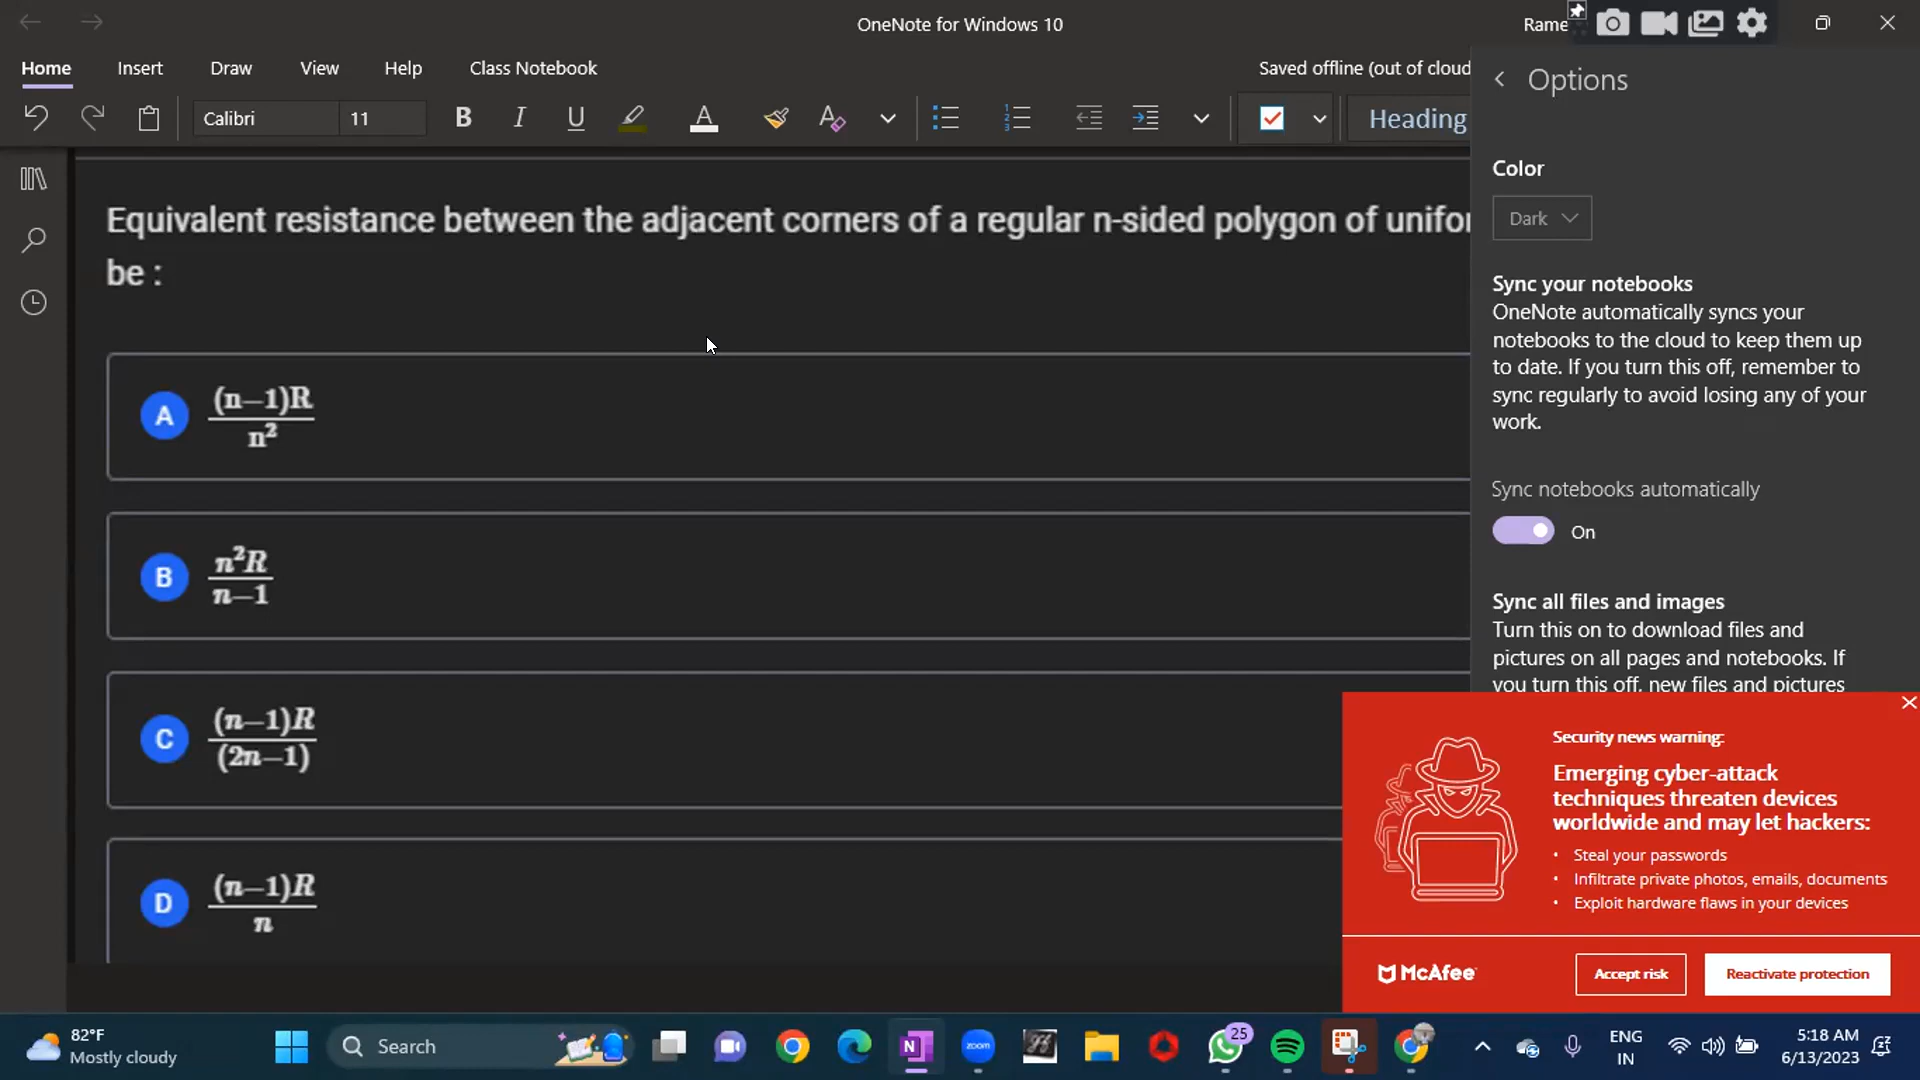 OneNote for Windows 10
Rame
Home Insert Draw View Help Class Notebook
Saved offline (out of cloud
Options
Calibri 11 B I U A A Heading
Color
Dark
Equivalent resistance between the adjacent corners of a regular n-sided polygon of unifor
be :
Sync your notebooks
OneNote automatically syncs your
notebooks to the cloud to keep them up
to date. If you turn this off, remember to
sync regularly to avoid losing any of your
work.
A (n−1)R / n²
Sync notebooks automatically
On
B n²R / n−1
Sync all files and images
Turn this on to download files and
pictures on all pages and notebooks. If
you turn this off, new files and pictures
C (n−1)R / (2n−1)
D (n−1)R / n
Security news warning:
Emerging cyber-attack
techniques threaten devices
worldwide and may let hackers:
• Steal your passwords
• Infiltrate private photos, emails, documents
• Exploit hardware flaws in your devices
McAfee
Accept risk
Reactivate protection
82°F
Mostly cloudy
Search
N
zoom
25
ENG
IN
5:18 AM
6/13/2023